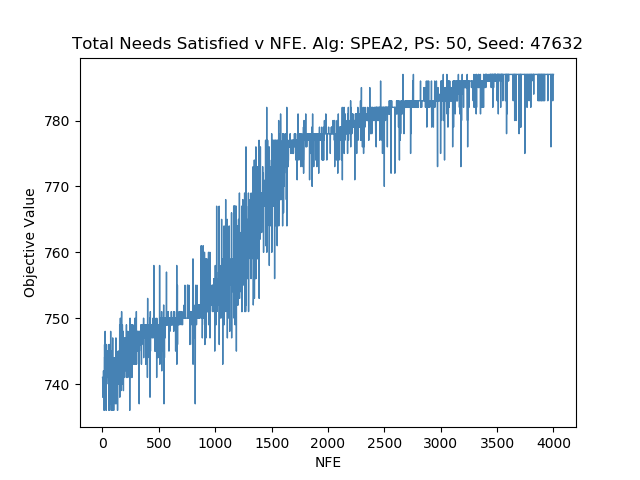 Total Needs Satisfied v NFE. Alg: SPEA2, PS: 50, Seed: 47632
780
770
760
750
740
Objective Value
0 500 1000 1500 2000 2500 3000 3500 4000
NFE